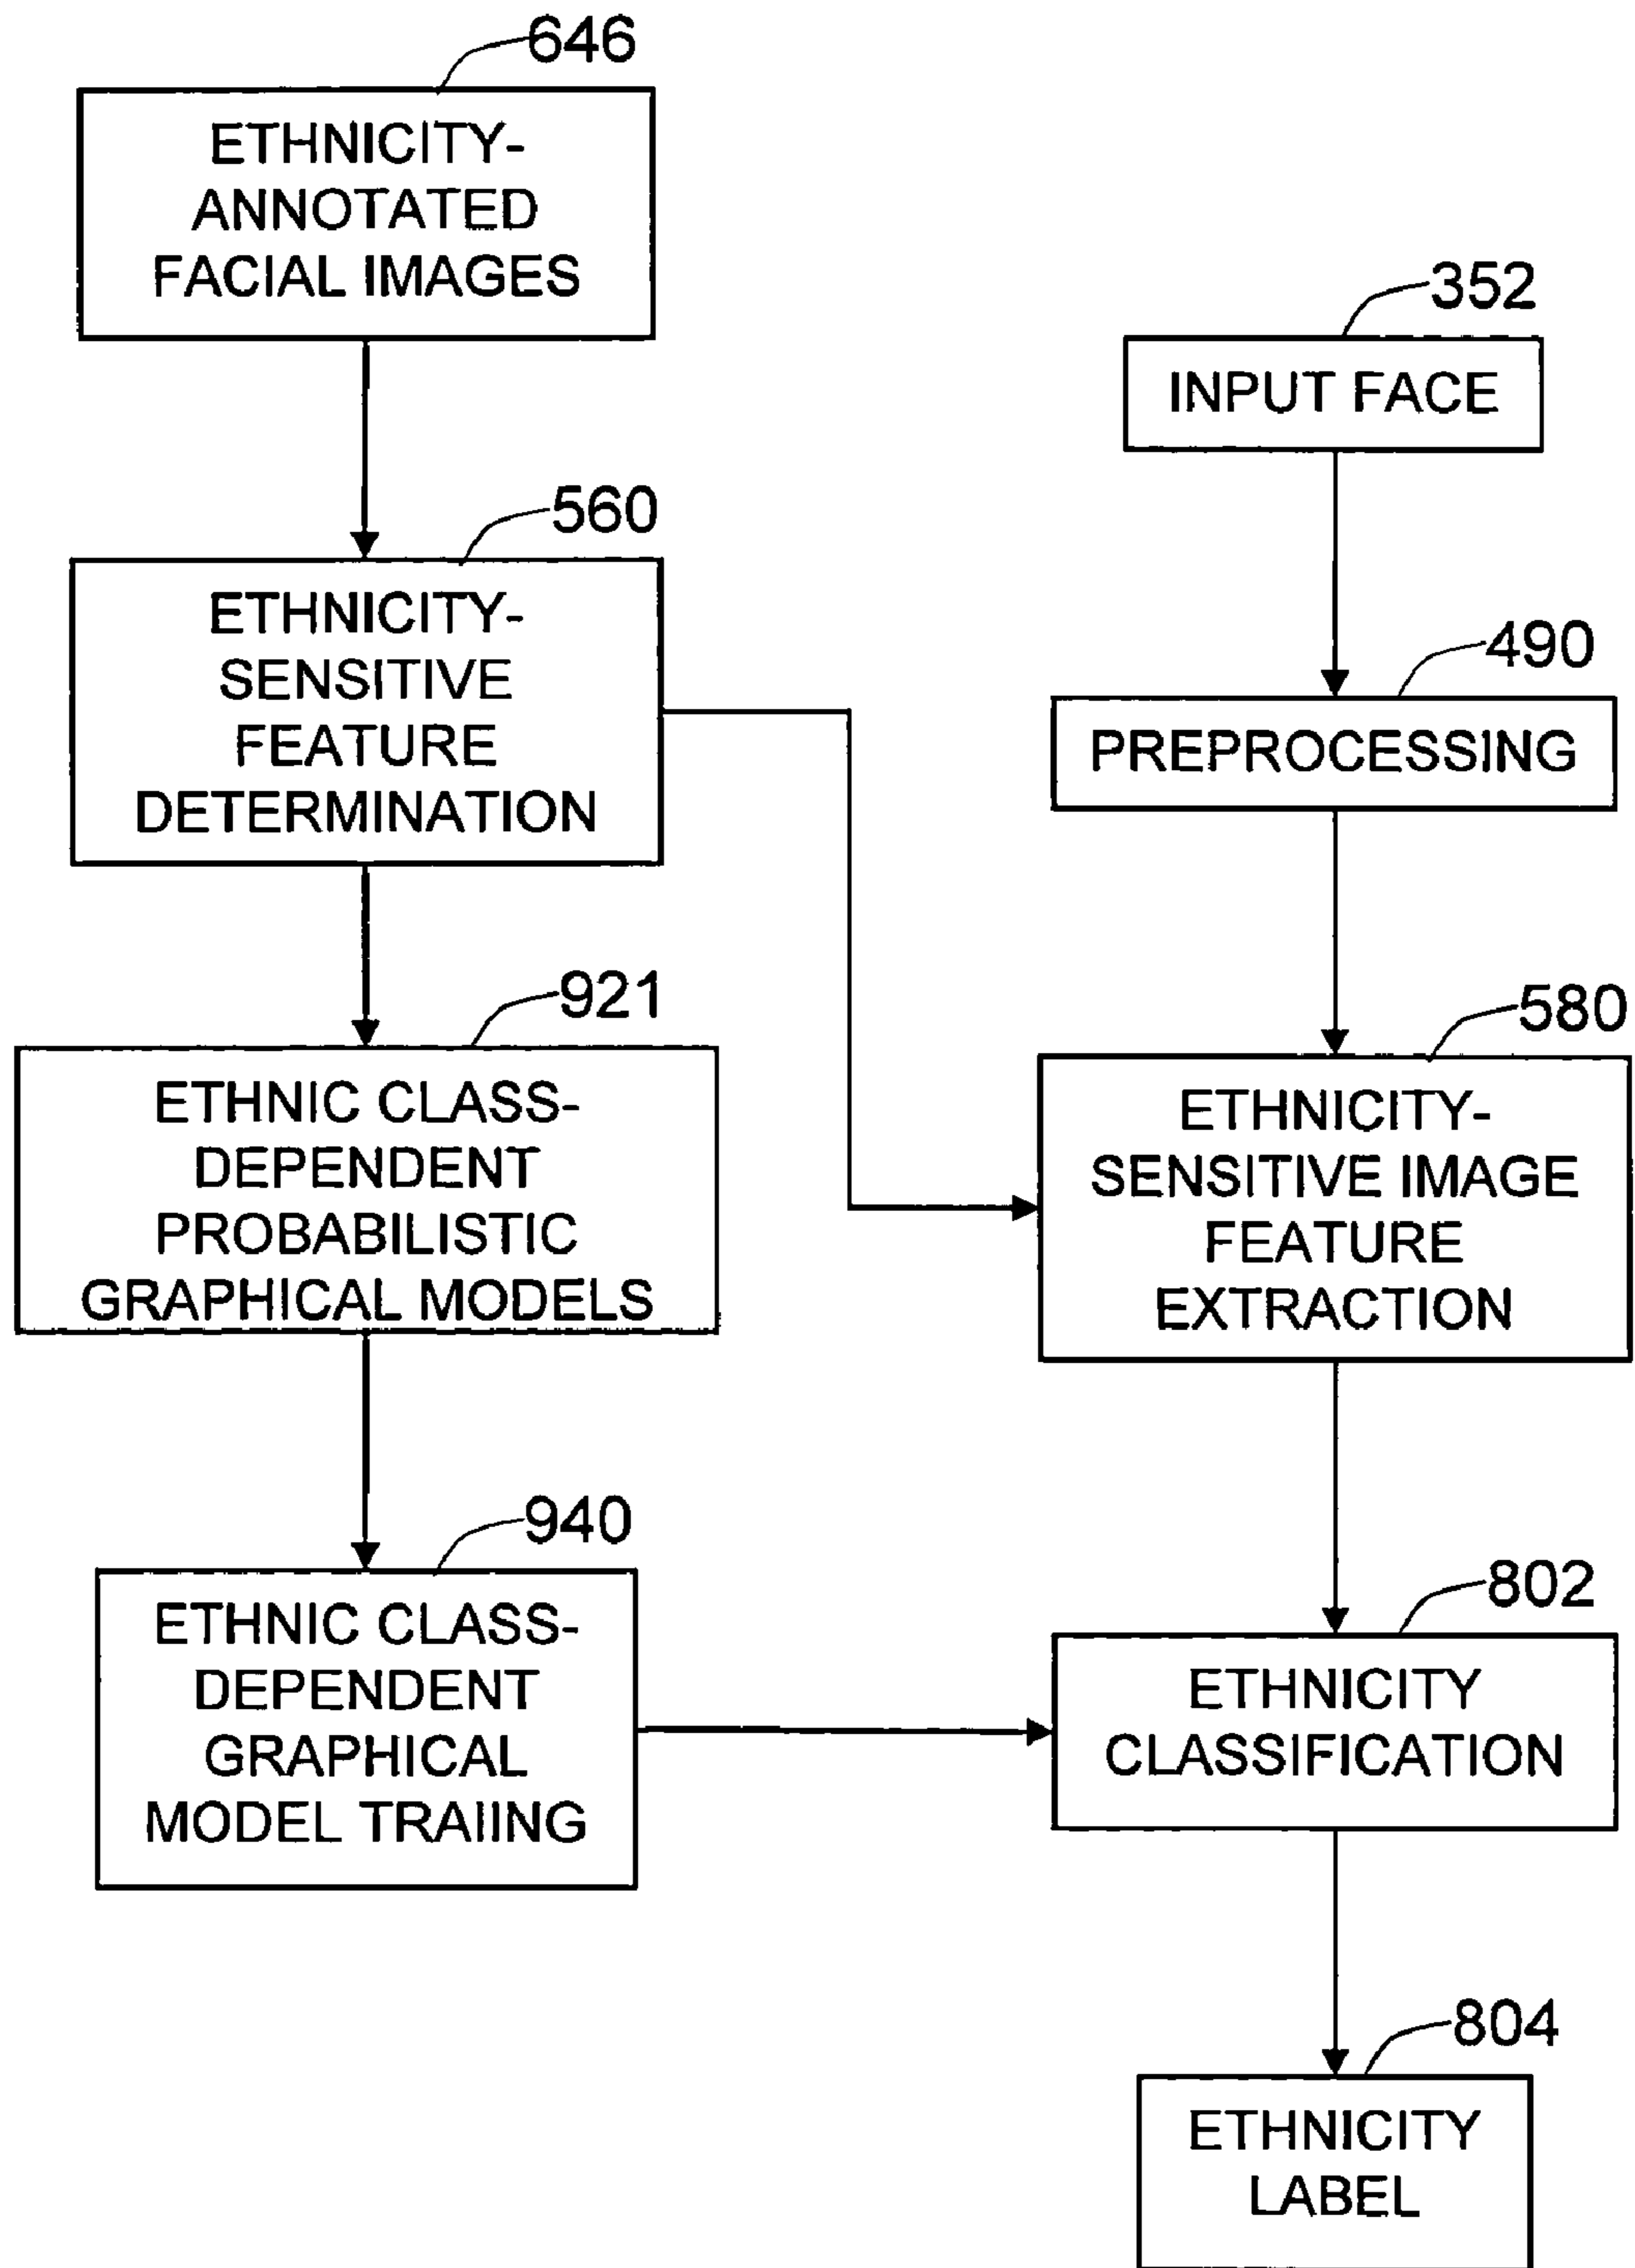 646
ETHNICITY-
ANNOTATED
FACIAL IMAGES
560
ETHNICITY-
SENSITIVE
FEATURE
DETERMINATION
921
ETHNIC CLASS-
DEPENDENT
PROBABILISTIC
GRAPHICAL MODELS
940
ETHNIC CLASS-
DEPENDENT
GRAPHICAL
MODEL TRAIING
352
INPUT FACE
490
PREPROCESSING
580
ETHNICITY-
SENSITIVE IMAGE
FEATURE
EXTRACTION
802
ETHNICITY
CLASSIFICATION
804
ETHNICITY
LABEL